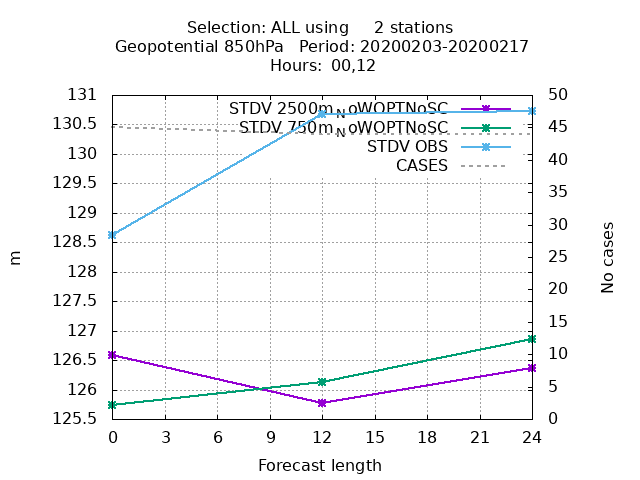 Selection: ALL using     2 stations
Geopotential 850hPa   Period: 20200203-20200217
Hours: 00,12
131
130.5
130
129.5
129
128.5
128
127.5
127
126.5
126
125.5
m
STDV 2500m_NoWOPTNoSC
STDV 750m_NoWOPTNoSC
STDV OBS
CASES
50
45
40
35
30
25
20
15
10
5
0
No cases
0 3 6 9 12 15 18 21 24
Forecast length